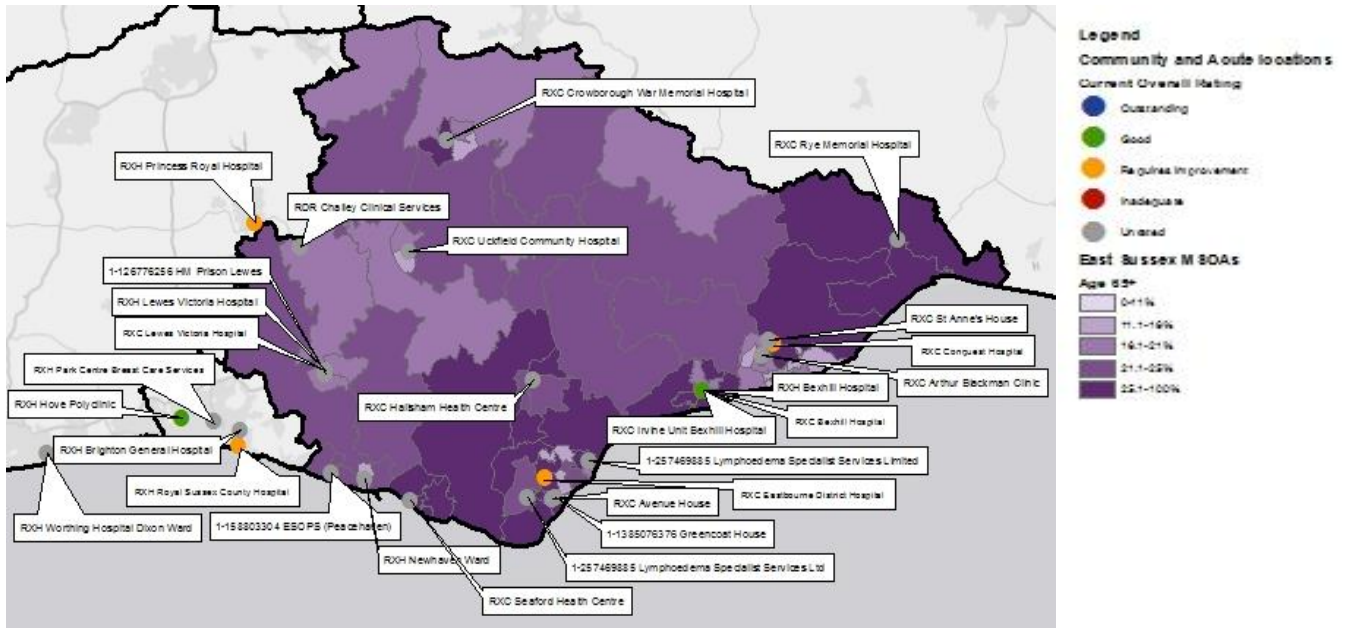 RXC Crowborough War Memorial Hospital
RXC Rye Memorial Hospital
RXH Princess Royal Hospital
RDR Chailey Clinical Services
RXC Uckfield Community Hospital
1-126776256 HM Prison Lewes
RXH Lewes Victoria Hospital
RXC Lewes Victoria Hospital
RXH Park Centre Breast Care Services
RXH Hove Polyclinic
RXH Brighton General Hospital
RXH Royal Sussex County Hospital
RXH Worthing Hospital Dixon Ward
1-158803304 ESOPS (Peacehaven)
RXH Newhaven Ward
RXC Seaford Health Centre
RXC Hailsham Health Centre
RXC St Anne's House
RXC Conquest Hospital
RXC Arthur Blackman Clinic
RXH Bexhill Hospital
RXC Bexhill Hospital
RXC Irvine Unit Bexhill Hospital
1-257469885 Lymphoedema Specialist Services Limited
RXC Eastbourne District Hospital
RXC Avenue House
1-1385076376 Greencoat House
1-257469885 Lymphoedema Specialist Services Ltd
Legend
Community and Acute locations
Current Overall Rating
Outstanding
Good
Requires Improvement
Inadequate
Unrated
East Sussex MSOAs
Age 65+
0-11%
11.1-16%
16.1-21%
21.1-25%
25.1-100%